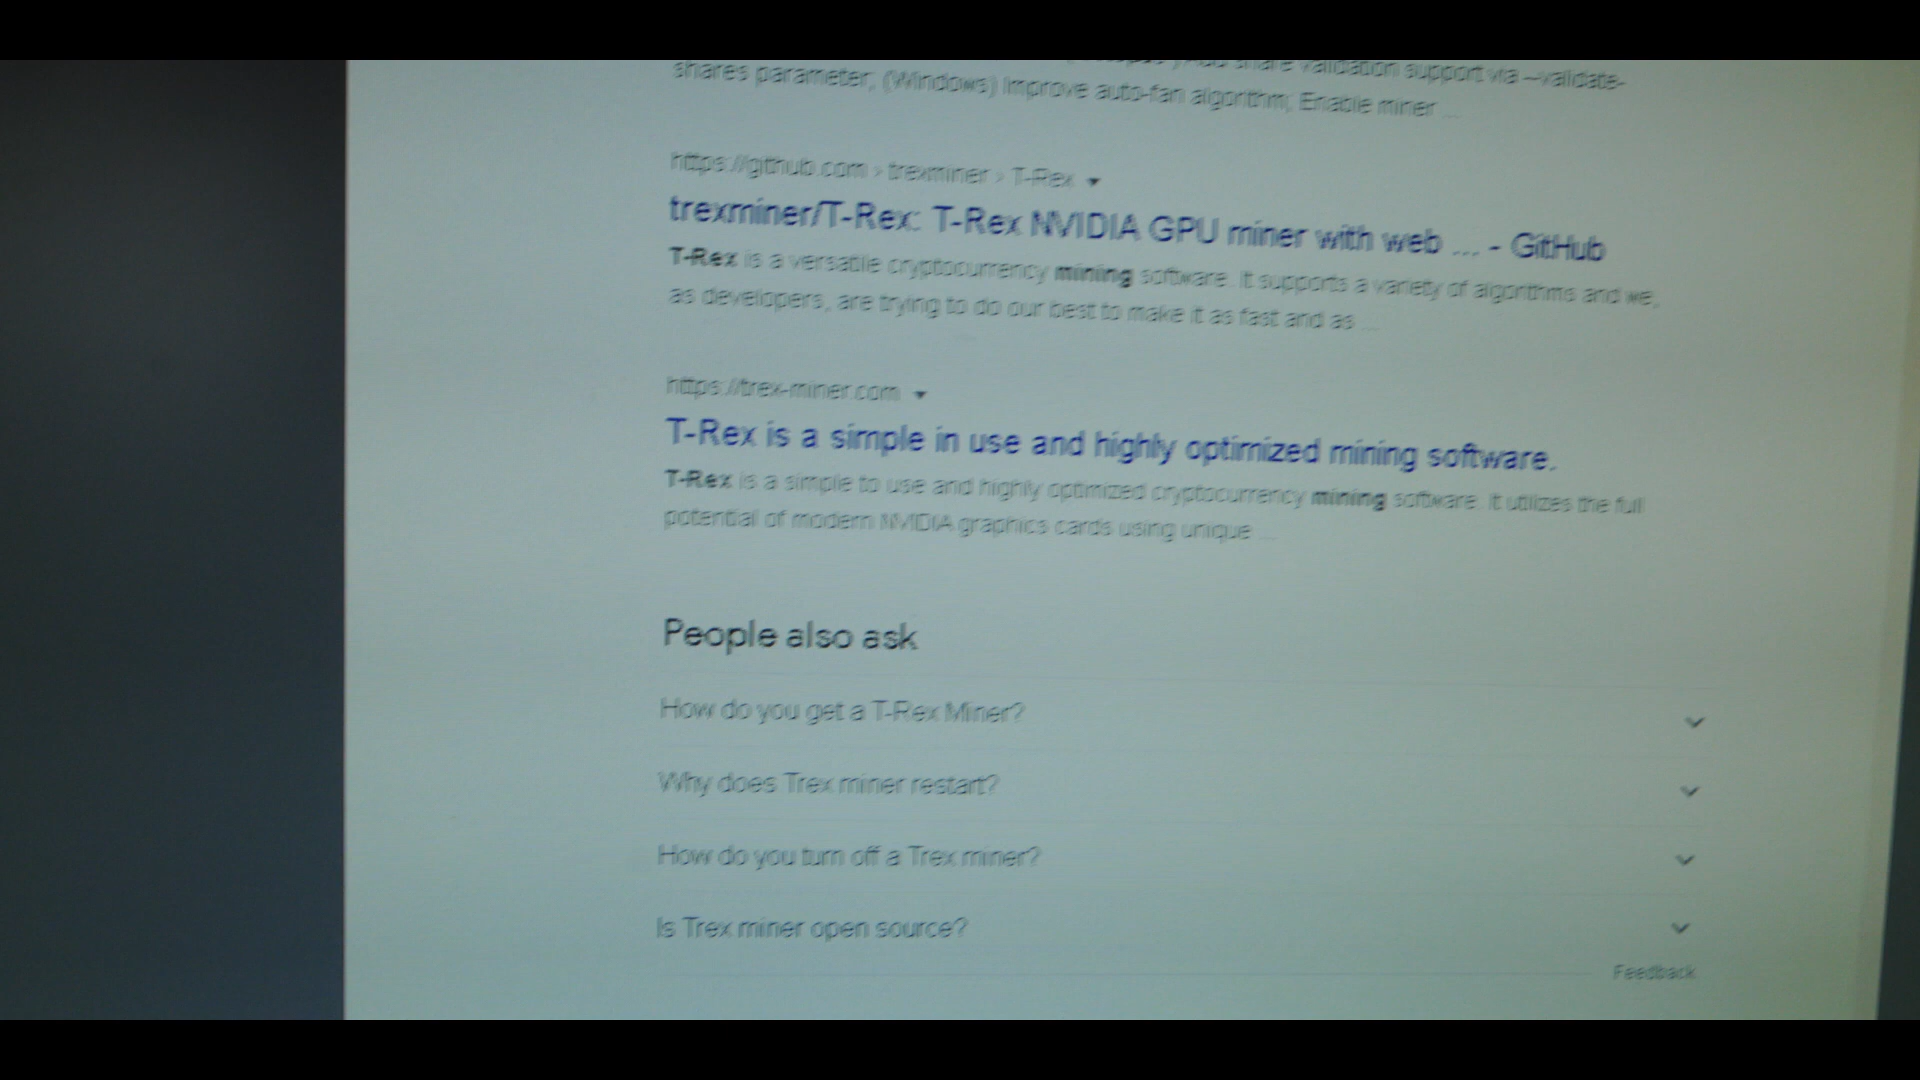 Add share validation support via --validate-
shares parameter; (Windows) Improve auto-fan algorithm; Enable miner ...
https://github.com › trexminer › T-Rex
trexminer/T-Rex: T-Rex NVIDIA GPU miner with web ... - GitHub
T-Rex is a versatile cryptocurrency mining software. It supports a variety of algorithms and we,
as developers, are trying to do our best to make it as fast and as ...
https://trex-miner.com
T-Rex is a simple in use and highly optimized mining software.
T-Rex is a simple to use and highly optimized cryptocurrency mining software. It utilizes the full
potential of modern NVIDIA graphics cards using unique ...
People also ask
How do you get a T-Rex Miner?
Why does Trex miner restart?
How do you turn off a Trex miner?
Is Trex miner open source?
Feedback